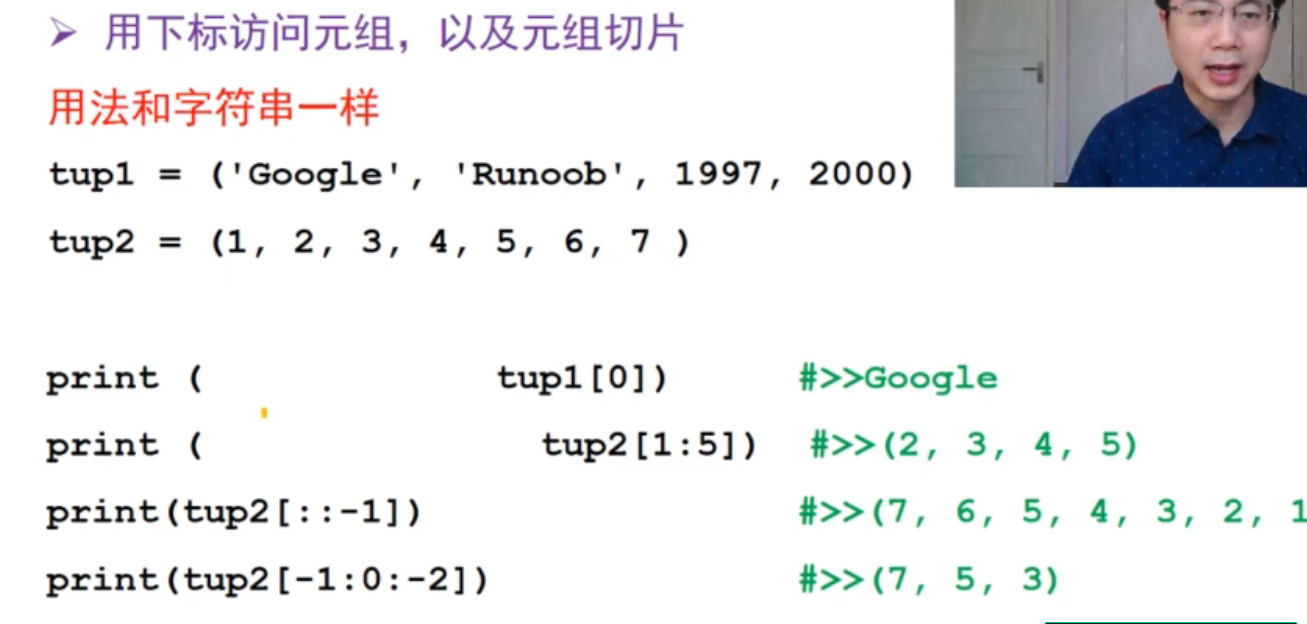 ➢ 用下标访问元组，以及元组切片
用法和字符串一样
tup1 = ('Google', 'Runoob', 1997, 2000)
tup2 = (1, 2, 3, 4, 5, 6, 7 )
print ( tup1[0]) #>>Google
print ( tup2[1:5]) #>>(2, 3, 4, 5)
print(tup2[::-1]) #>>(7, 6, 5, 4, 3, 2, 1
print(tup2[-1:0:-2]) #>>(7, 5, 3)